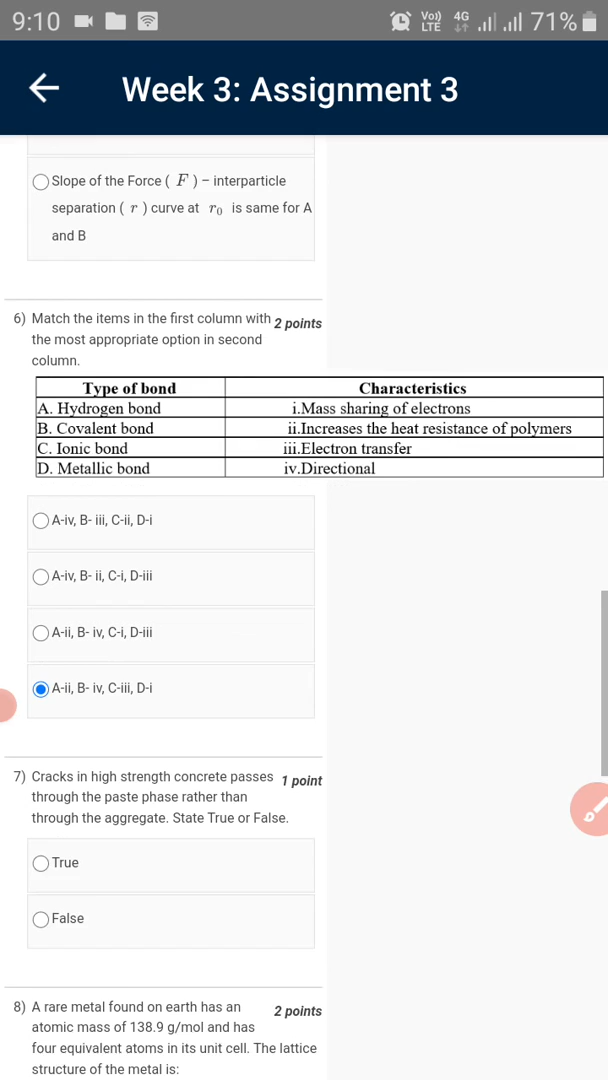 9:10
Vo)) LTE 4G 71%
Week 3: Assignment 3
Slope of the Force ( F ) − interparticle
separation ( r ) curve at r₀ is same for A
and B
6) Match the items in the first column with 2 points
the most appropriate option in second
column.
Type of bond Characteristics
A. Hydrogen bond i.Mass sharing of electrons
B. Covalent bond ii.Increases the heat resistance of polymers
C. Ionic bond iii.Electron transfer
D. Metallic bond iv.Directional
A-iv, B- iii, C-ii, D-i
A-iv, B- ii, C-i, D-iii
A-ii, B- iv, C-i, D-iii
A-ii, B- iv, C-iii, D-i
7) Cracks in high strength concrete passes 1 point
through the paste phase rather than
through the aggregate. State True or False.
True
False
8) A rare metal found on earth has an 2 points
atomic mass of 138.9 g/mol and has
four equivalent atoms in its unit cell. The lattice
structure of the metal is: